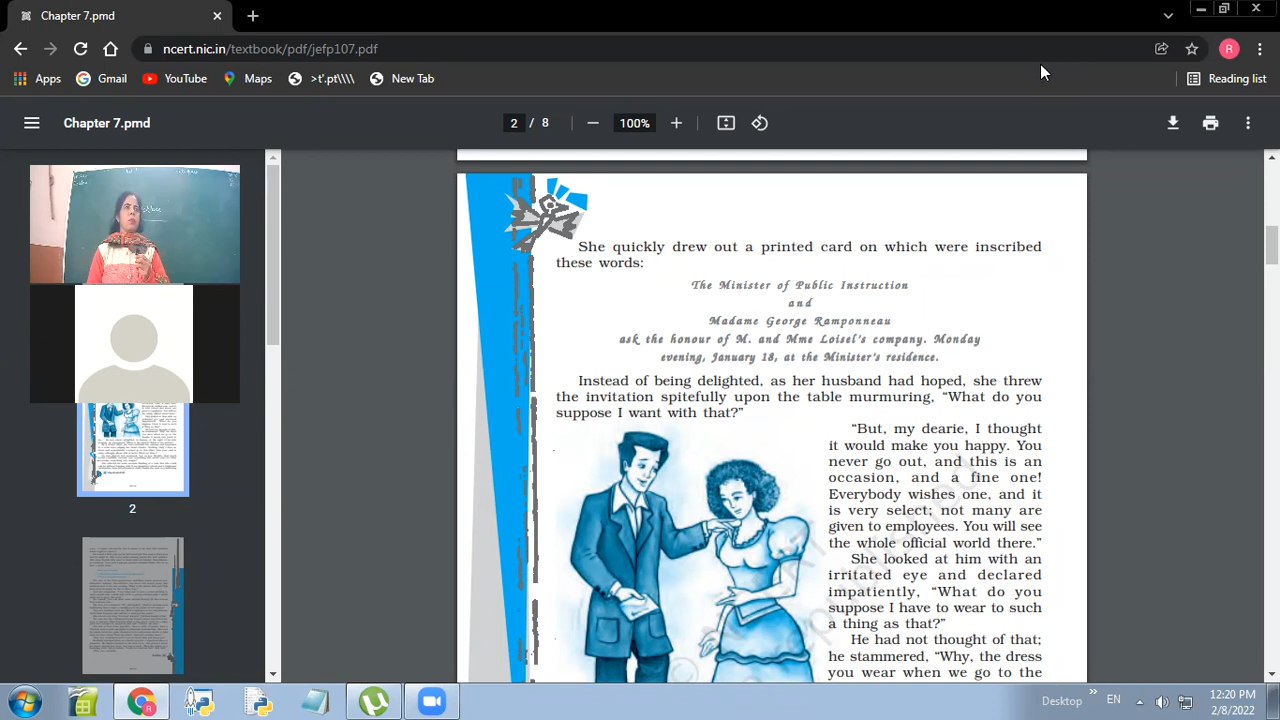 Chapter 7.pmd
ncert.nic.in/textbook/pdf/jefp107.pdf
R
Apps Gmail YouTube Maps >'t.pt\\\\ New Tab Reading list
Chapter 7.pmd 2 / 8 100%
She quickly drew out a printed card on which were inscribed
these words:
The Minister of Public Instruction
and
Madame George Ramponneau
ask the honour of M. and Mme Loisel's company. Monday
evening, January 18, at the Minister's residence.
Instead of being delighted, as her husband had hoped, she threw
the invitation spitefully upon the table murmuring, “What do you
suppose I want with that?”
“But, my dearie, I thought
it would make you happy. You
never go out, and this is an
occasion, and a fine one!
Everybody wishes one, and it
is very select; not many are
given to employees. You will see
the whole official world there.”
She looked at him with an
irritated eye and declared
impatiently, “What do you
suppose I have to wear to such
a thing as that?”
He had not thought of that;
he stammered, “Why, the dress
you wear when we go to the
2
Desktop » EN 12:20 PM
2/8/2022